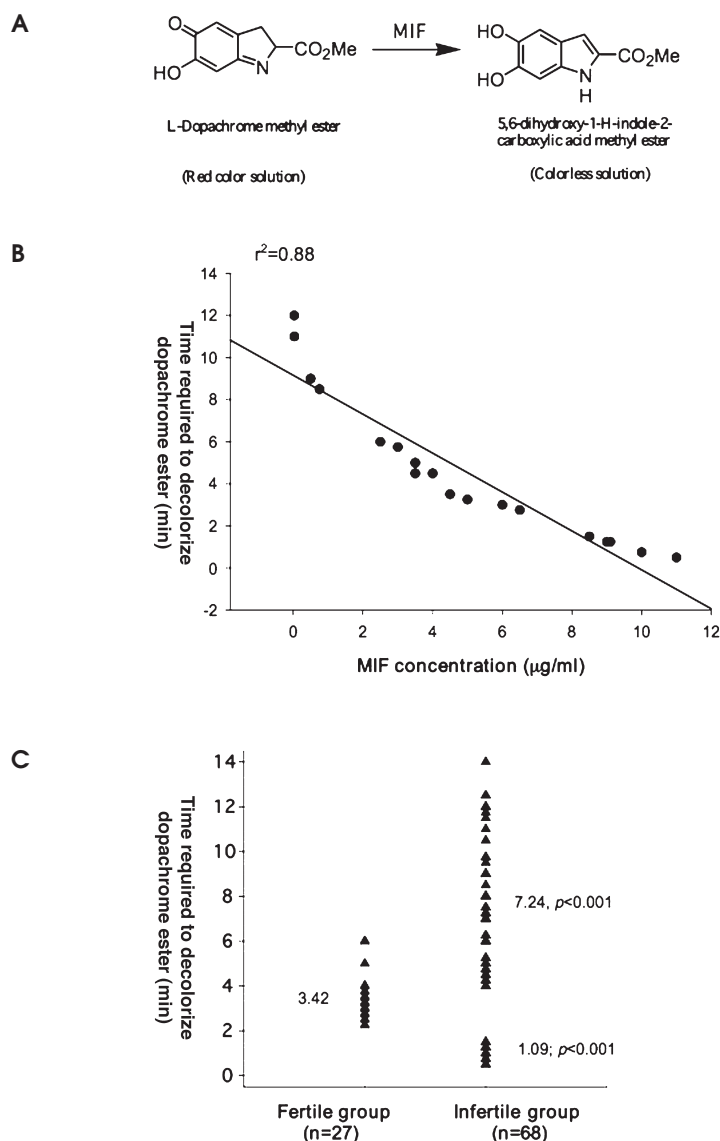 A
MIF
O
HO
N
CO2Me
HO
HO
N
H
CO2Me
L-Dopachrome methyl ester
(Red color solution)
5,6-dihydroxy-1-H-indole-2-
carboxylic acid methyl ester
(Colorless solution)
B
r²=0.88
Time required to decolorize
dopachrome ester (min)
14
12
10
8
6
4
2
0
-2
0 2 4 6 8 10 12
MIF concentration (µg/ml)
C
Time required to decolorize
dopachrome ester (min)
14
12
10
8
6
4
2
0
3.42
7.24, p<0.001
1.09; p<0.001
Fertile group
(n=27)
Infertile group
(n=68)